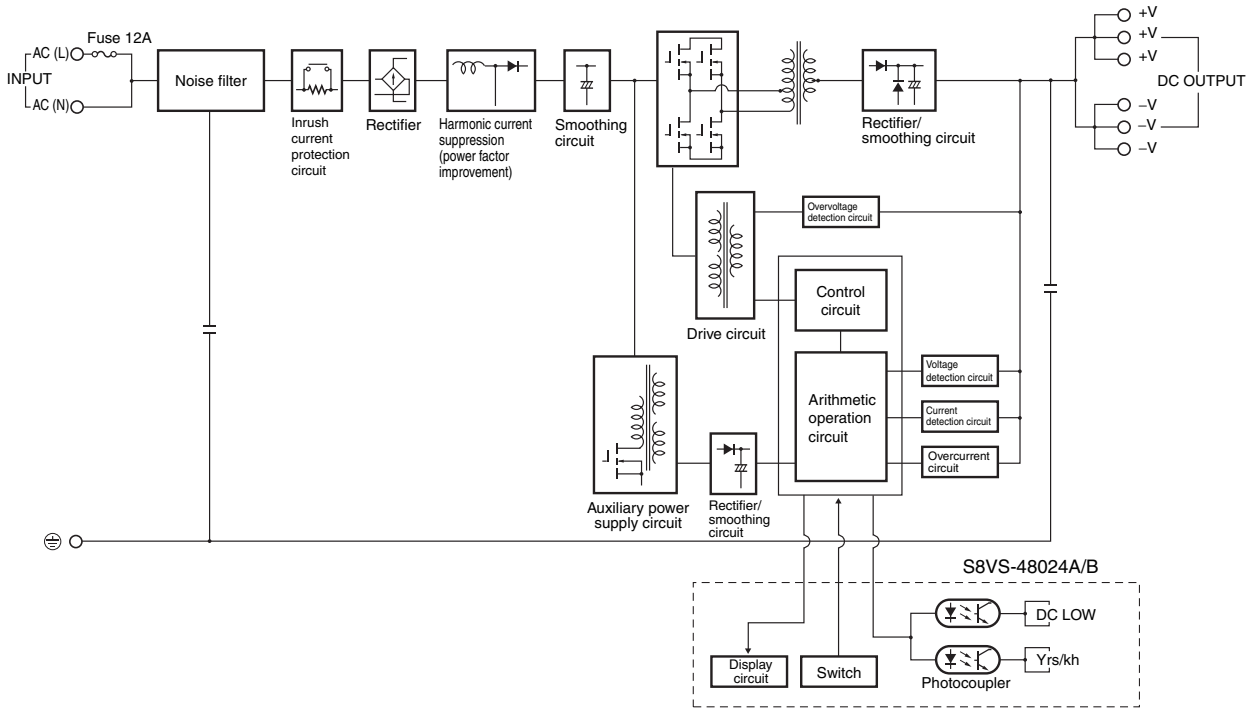 Fuse 12A
AC (L)
INPUT
AC (N)
Noise filter
Inrush
current
protection
circuit
Rectifier
Harmonic current
suppression
(power factor
improvement)
Smoothing
circuit
Rectifier/
smoothing circuit
+V
+V
+V
DC OUTPUT
–V
–V
–V
Overvoltage
detection circuit
Drive circuit
Control
circuit
Arithmetic
operation
circuit
Voltage
detection circuit
Current
detection circuit
Overcurrent
circuit
Auxiliary power
supply circuit
Rectifier/
smoothing
circuit
S8VS-48024A/B
Display
circuit
Switch
DC LOW
Yrs/kh
Photocoupler